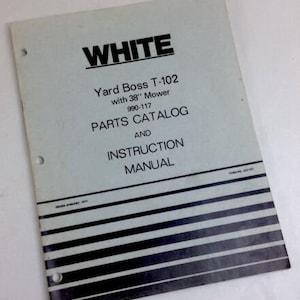 WHITE
Yard Boss T-102
with 38" Mower
990-117
PARTS CATALOG
AND
INSTRUCTION
MANUAL